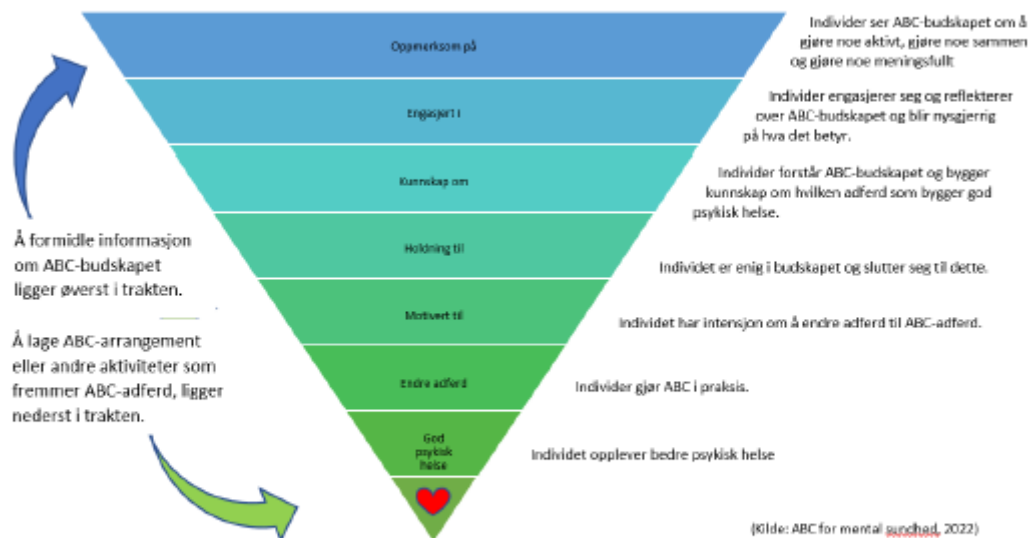 Oppmerksom på
Engasjert i
Kunnskap om
Holdning til
Motivert til
Endre adferd
God
psykisk
helse
Individer ser ABC-budskapet om å
gjøre noe aktivt, gjøre noe sammen
og gjøre noe meningsfullt
Individer engasjerer seg og reflekterer
over ABC-budskapet og blir nysgjerrig
på hva det betyr.
Individer forstår ABC-budskapet og bygger
kunnskap om hvilken adferd som bygger god
psykisk helse.
Individet er enig i budskapet og slutter seg til dette.
Individet har intensjon om å endre adferd til ABC-adferd.
Individer gjør ABC i praksis.
Individet opplever bedre psykisk helse
Å formidle informasjon
om ABC-budskapet
ligger øverst i trakten.
Å lage ABC-arrangement
eller andre aktiviteter som
fremmer ABC-adferd, ligger
nederst i trakten.
(Kilde: ABC for mental sundhed, 2022)